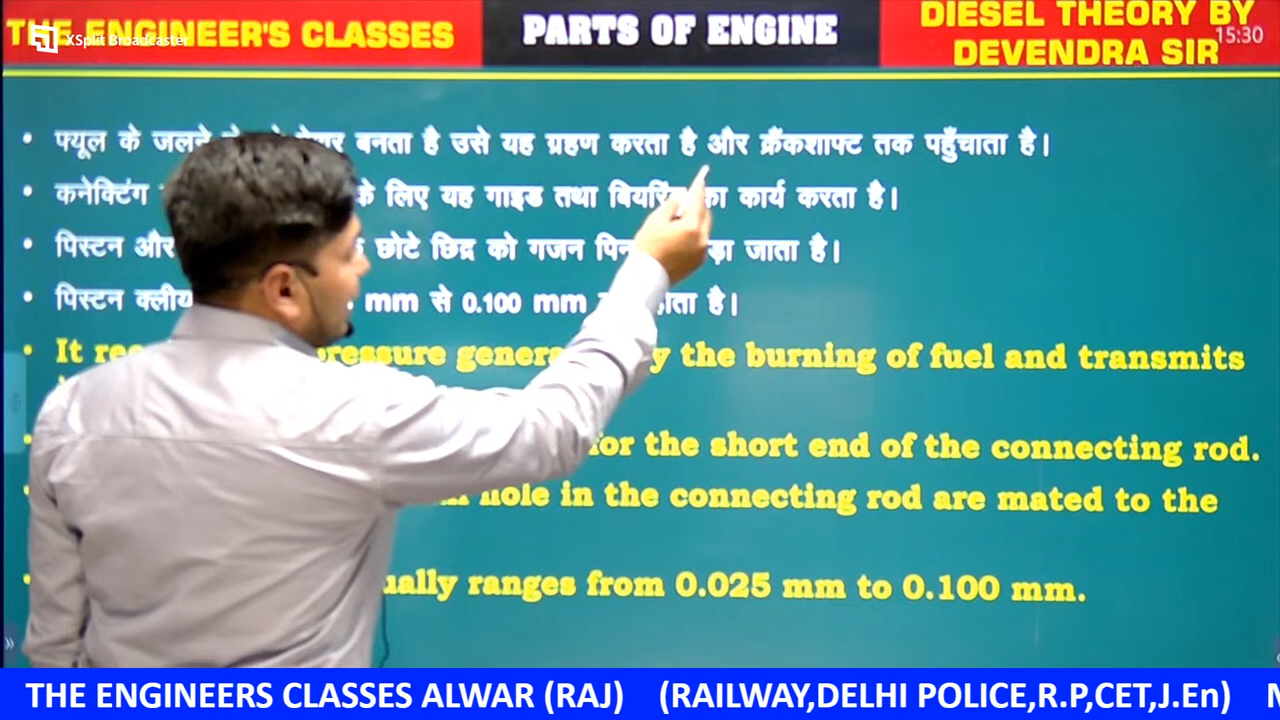 THE ENGINEER'S CLASSES
XSplit Broadcaster
PARTS OF ENGINE
DIESEL THEORY BY
DEVENDRA SIR
15:30
• फ्यूल के जलने बनता है उसे यह ग्रहण करता है और क्रैंकशाफ्ट तक पहुँचाता है।
• कनेक्टिंग के लिए यह गाइड तथा बियरिंग का कार्य करता है।
• पिस्टन और छोटे छिद्र को गजन पिन जाता है।
• पिस्टन mm से 0.100 mm है।
• It pressure the burning of fuel and transmits
• for the short end of the connecting rod.
• hole in the connecting rod are mated to the
• ranges from 0.025 mm to 0.100 mm.
THE ENGINEERS CLASSES ALWAR (RAJ) (RAILWAY,DELHI POLICE,R.P,CET,J.En)